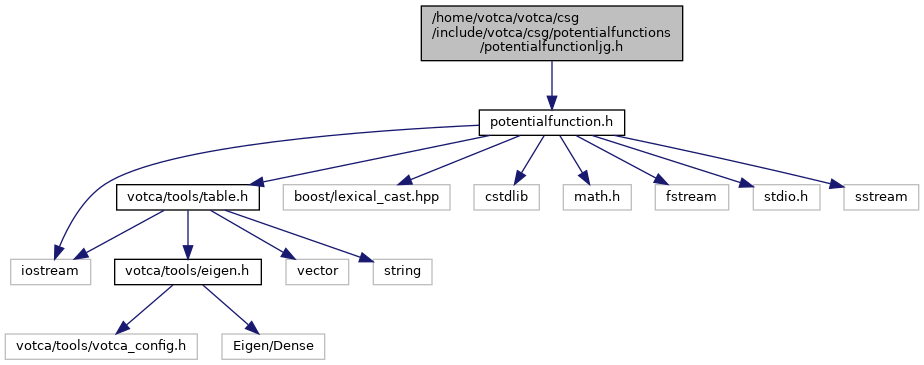 /home/votca/votca/csg
/include/votca/csg/potentialfunctions
/potentialfunctionljg.h
potentialfunction.h
votca/tools/table.h
boost/lexical_cast.hpp
cstdlib
math.h
fstream
stdio.h
sstream
iostream
votca/tools/eigen.h
vector
string
votca/tools/votca_config.h
Eigen/Dense